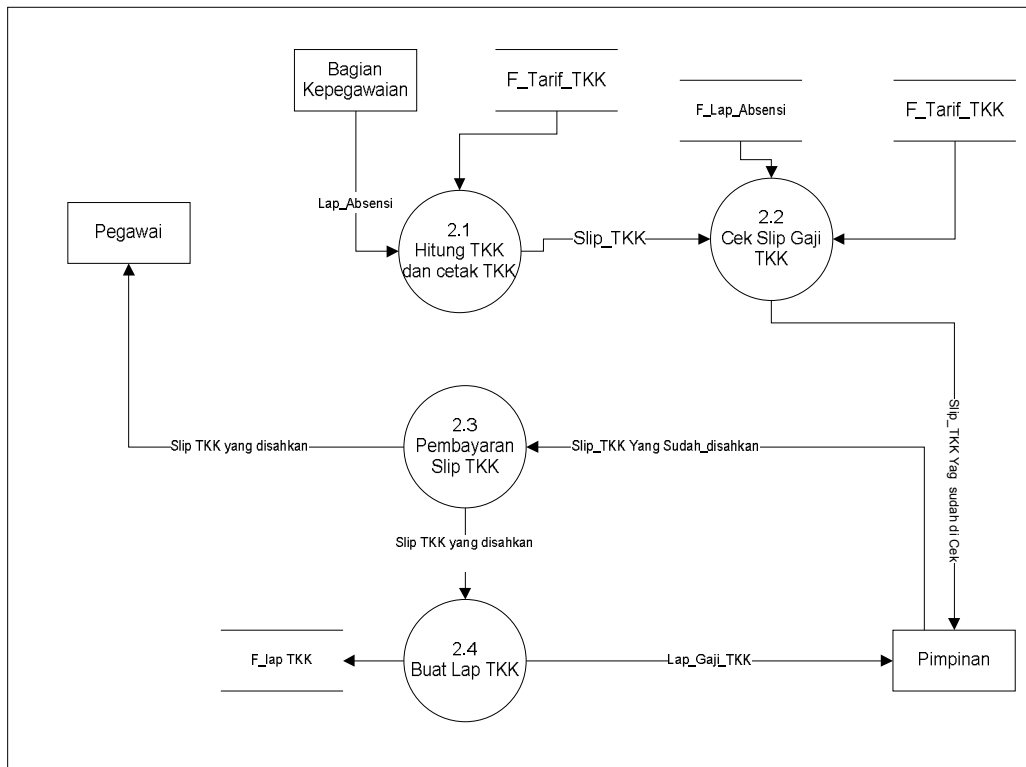 Bagian
Kepegawaian
F_Tarif_TKK
F_Lap_Absensi
F_Tarif_TKK
Lap_Absensi
Pegawai
2.1
Hitung TKK
dan cetak TKK
Slip_TKK
2.2
Cek Slip Gaji
TKK
Slip_TKK Yag sudah di Cek
2.3
Pembayaran
Slip TKK
Slip TKK yang disahkan
Slip_TKK Yang Sudah_disahkan
Slip TKK yang disahkan
2.4
Buat Lap TKK
F_lap TKK
Lap_Gaji_TKK
Pimpinan